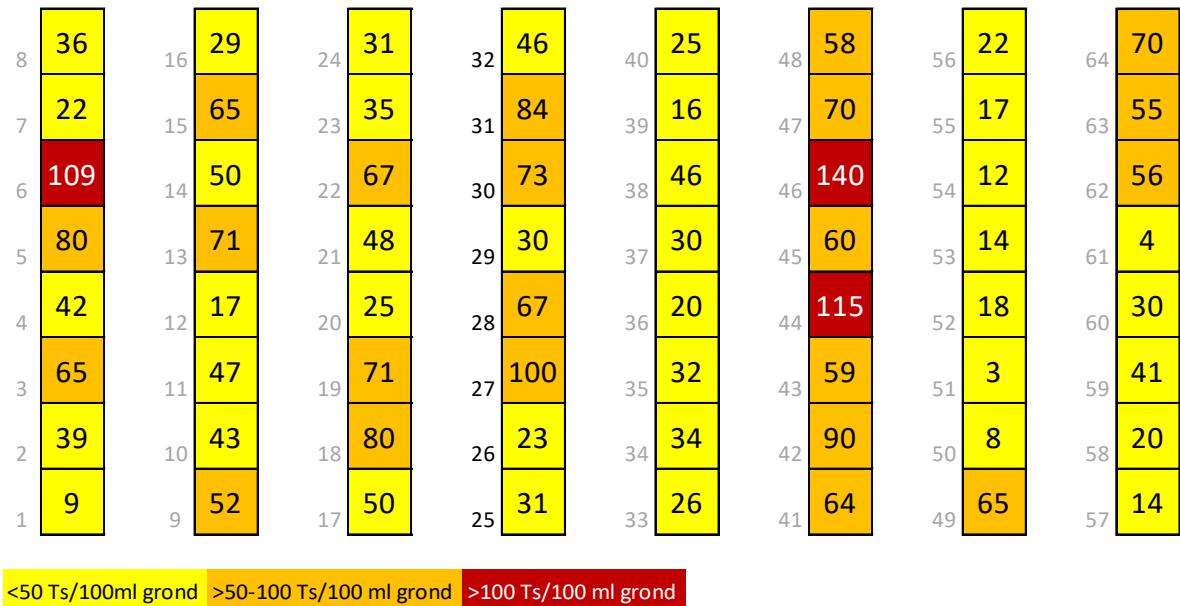 8 36 16 29 24 31 32 46 40 25 48 58 56 22 64 70
7 22 15 65 23 35 31 84 39 16 47 70 55 17 63 55
6 109 14 50 22 67 30 73 38 46 46 140 54 12 62 56
5 80 13 71 21 48 29 30 37 30 45 60 53 14 61 4
4 42 12 17 20 25 28 67 36 20 44 115 52 18 60 30
3 65 11 47 19 71 27 100 35 32 43 59 51 3 59 41
2 39 10 43 18 80 26 23 34 34 42 90 50 8 58 20
1 9 9 52 17 50 25 31 33 26 41 64 49 65 57 14
<50 Ts/100ml grond >50-100 Ts/100 ml grond >100 Ts/100 ml grond